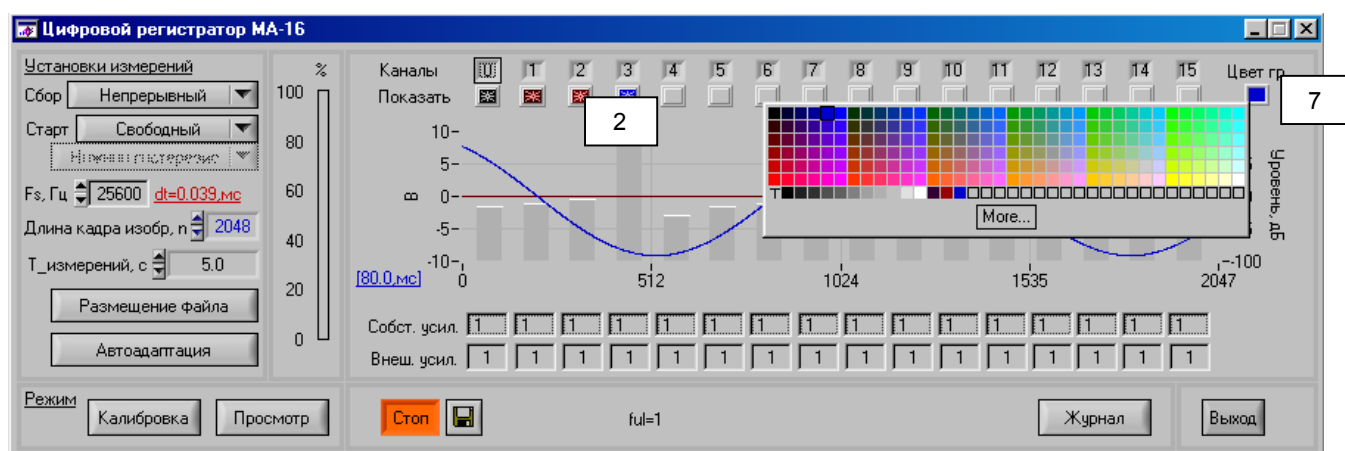 Цифровой регистратор МА-16
Установки измерений
Сбор Непрерывный
Старт Свободный
Fs, Гц 25600 dt=0.039,мс
Длина кадра изобр, n 2048
Т_измерений, с 5.0
Размещение файла
Автоадаптация
%
100
80
60
40
20
0
Каналы 0 1 2 3 4 5 6 7 8 9 10 11 12 13 14 15 Цвет гр
Показать
2
7
10
5
0
-5
-10
В
T
More...
Уровень, дБ
-100
[80.0,мс] 0 512 1024 1535 2047
Собст. усил. 1 1 1 1 1 1 1 1 1 1 1 1 1 1 1 1
Внеш. усил. 1 1 1 1 1 1 1 1 1 1 1 1 1 1 1 1
Режим
Калибровка Просмотр
Стоп ful=1 Журнал Выход